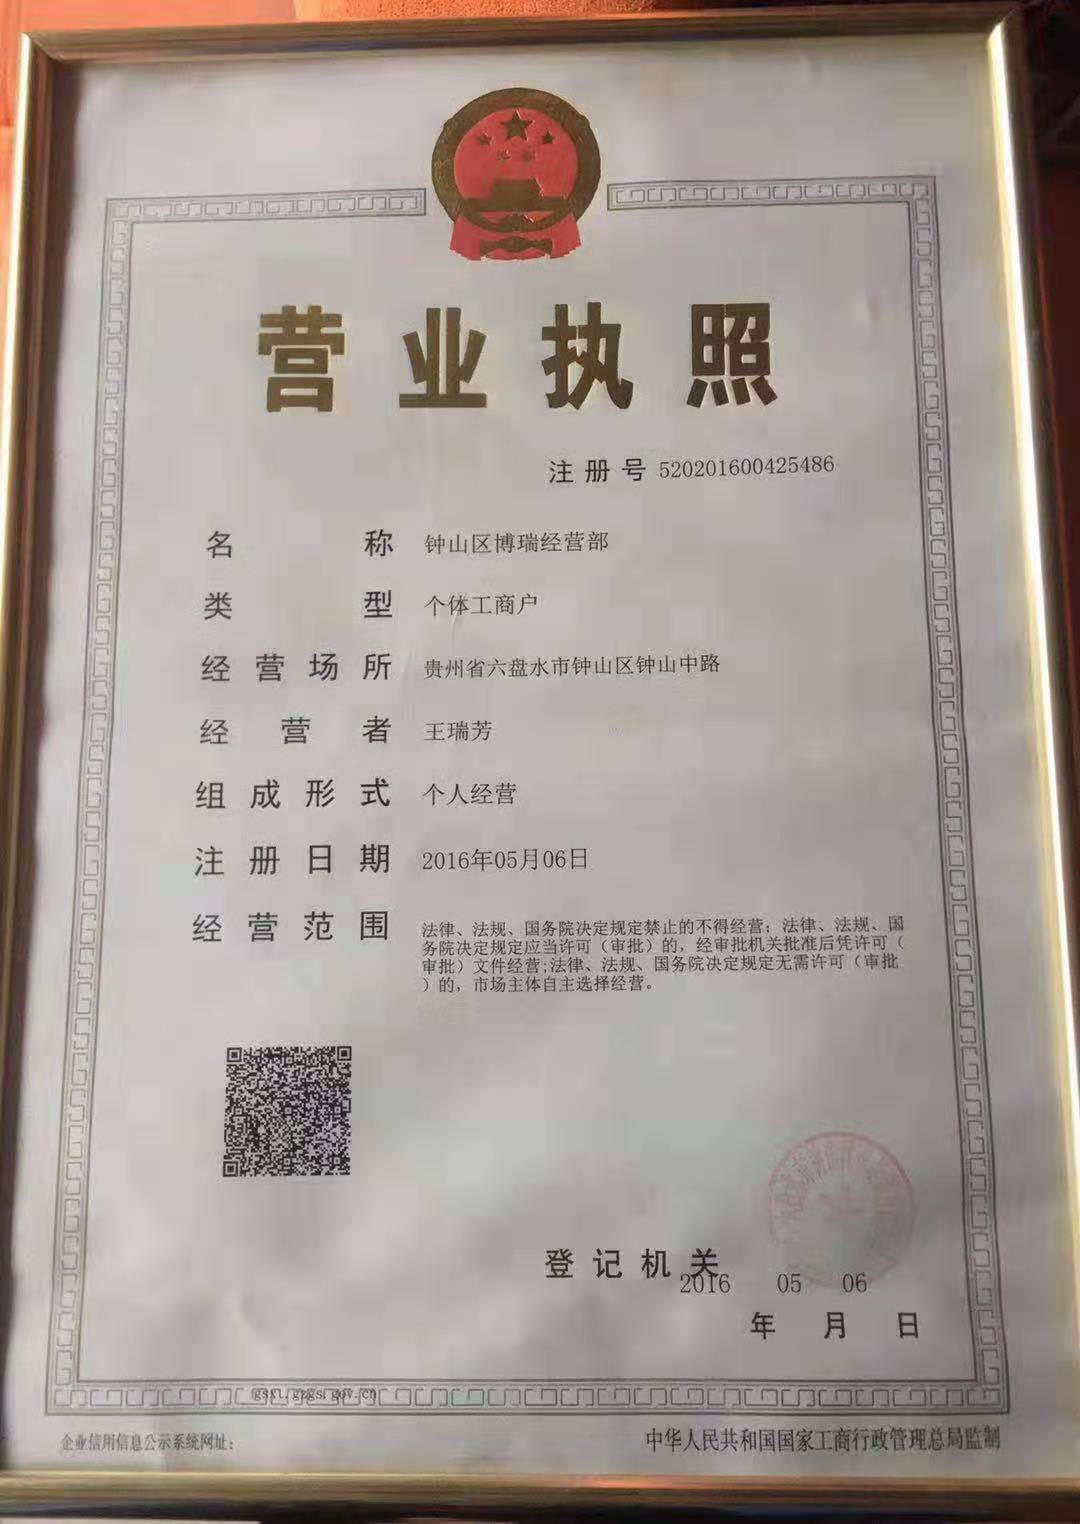 营业执照
注册号 520201600425486
名称 钟山区博瑞经营部
类型 个体工商户
经营场所 贵州省六盘水市钟山区钟山中路
经营者 王瑞芳
组成形式 个人经营
注册日期 2016年05月06日
经营范围 法律、法规、国务院决定规定禁止的不得经营；法律、法规、国
务院决定规定应当许可（审批）的，经审批机关批准后凭许可（
审批）文件经营;法律、法规、国务院决定规定无需许可（审批
）的，市场主体自主选择经营。
登记机关
2016 05 06
年 月 日
gsxt.gzgs.gov.cn
企业信用信息公示系统网址：
中华人民共和国国家工商行政管理总局监制